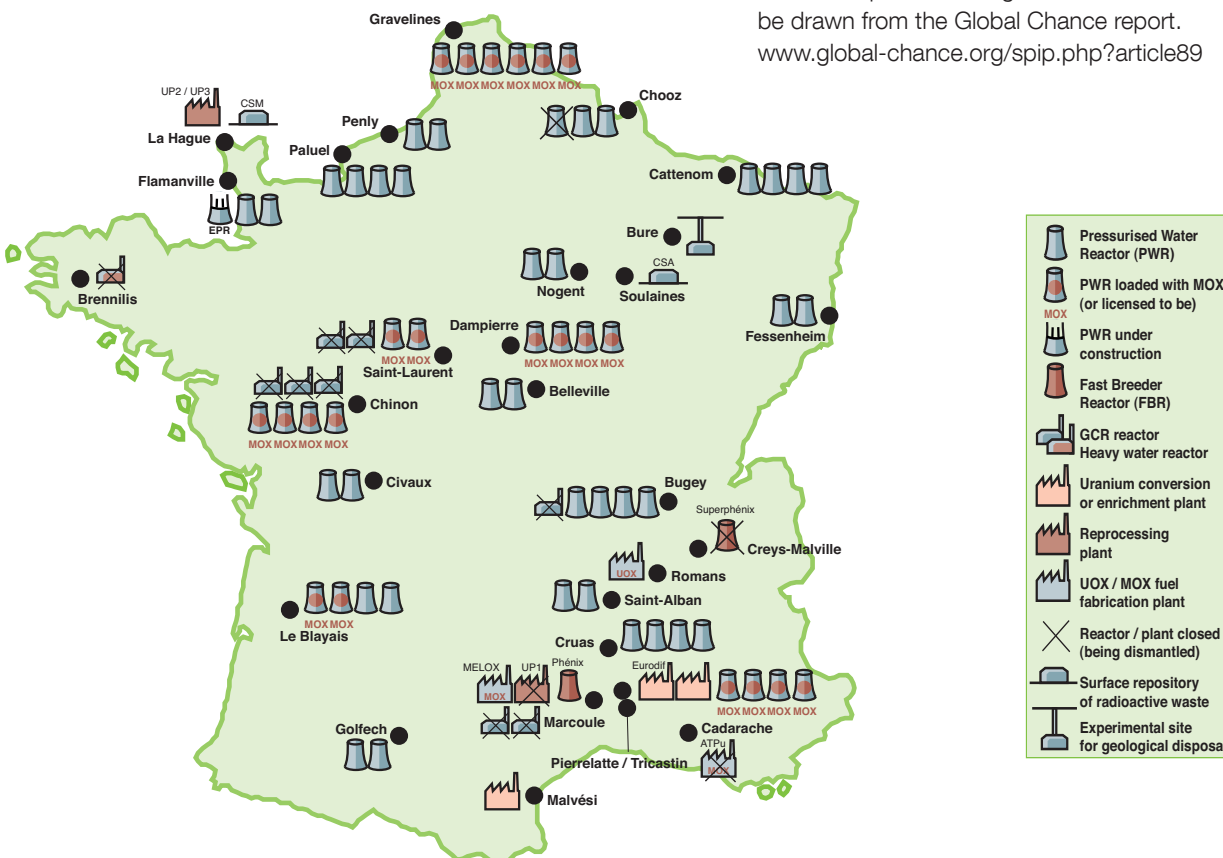 be drawn from the Global Chance report.
www.global-chance.org/spip.php?article89
Gravelines
MOX MOX MOX MOX MOX MOX
UP2 / UP3
CSM
La Hague
Penly
Chooz
Paluel
Flamanville
EPR
Cattenom
Bure
CSA
Nogent
Soulaines
Brennilis
Fessenheim
Dampierre
MOX MOX
MOX MOX MOX MOX
Saint-Laurent
Belleville
Chinon
MOX MOX MOX MOX
Civaux
Bugey
Superphénix
Creys-Malville
UOX
Romans
Saint-Alban
MOX MOX
Le Blayais
Cruas
MELOX
UP1
Phénix
Eurodif
MOX
MOX MOX MOX MOX
Marcoule
Cadarache
Golfech
ATPu
MOX
Pierrelatte / Tricastin
Malvési
Pressurised Water
Reactor (PWR)
PWR loaded with MOX
(or licensed to be)
MOX
PWR under
construction
Fast Breeder
Reactor (FBR)
GCR reactor
Heavy water reactor
Uranium conversion
or enrichment plant
Reprocessing
plant
UOX / MOX fuel
fabrication plant
Reactor / plant closed
(being dismantled)
Surface repository
of radioactive waste
Experimental site
for geological disposa